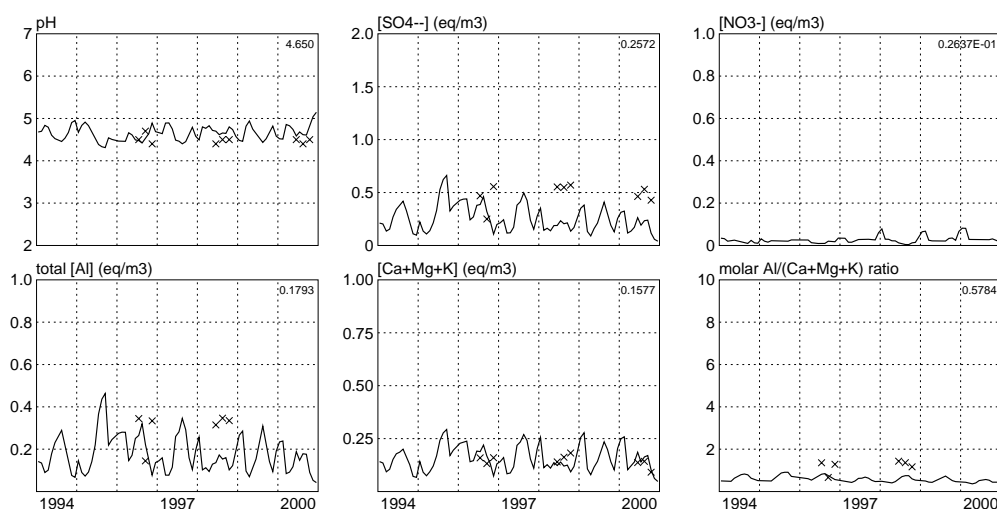 pH [SO4--] (eq/m3) [NO3-] (eq/m3)
7 2.0 1.0
4.650 0.2572 0.2637E-01
6 0.8
1.5
5 0.6
1.0
4 0.4
0.5
3 0.2
2 0 0
total [Al] (eq/m3) [Ca+Mg+K] (eq/m3) molar Al/(Ca+Mg+K) ratio
1.0 1.00 10
0.1793 0.1577 0.5784
0.8 8
0.75
0.6 6
0.50
0.4 4
0.25
0.2 2
0
1994 1997 2000 1994 1997 2000 1994 1997 2000